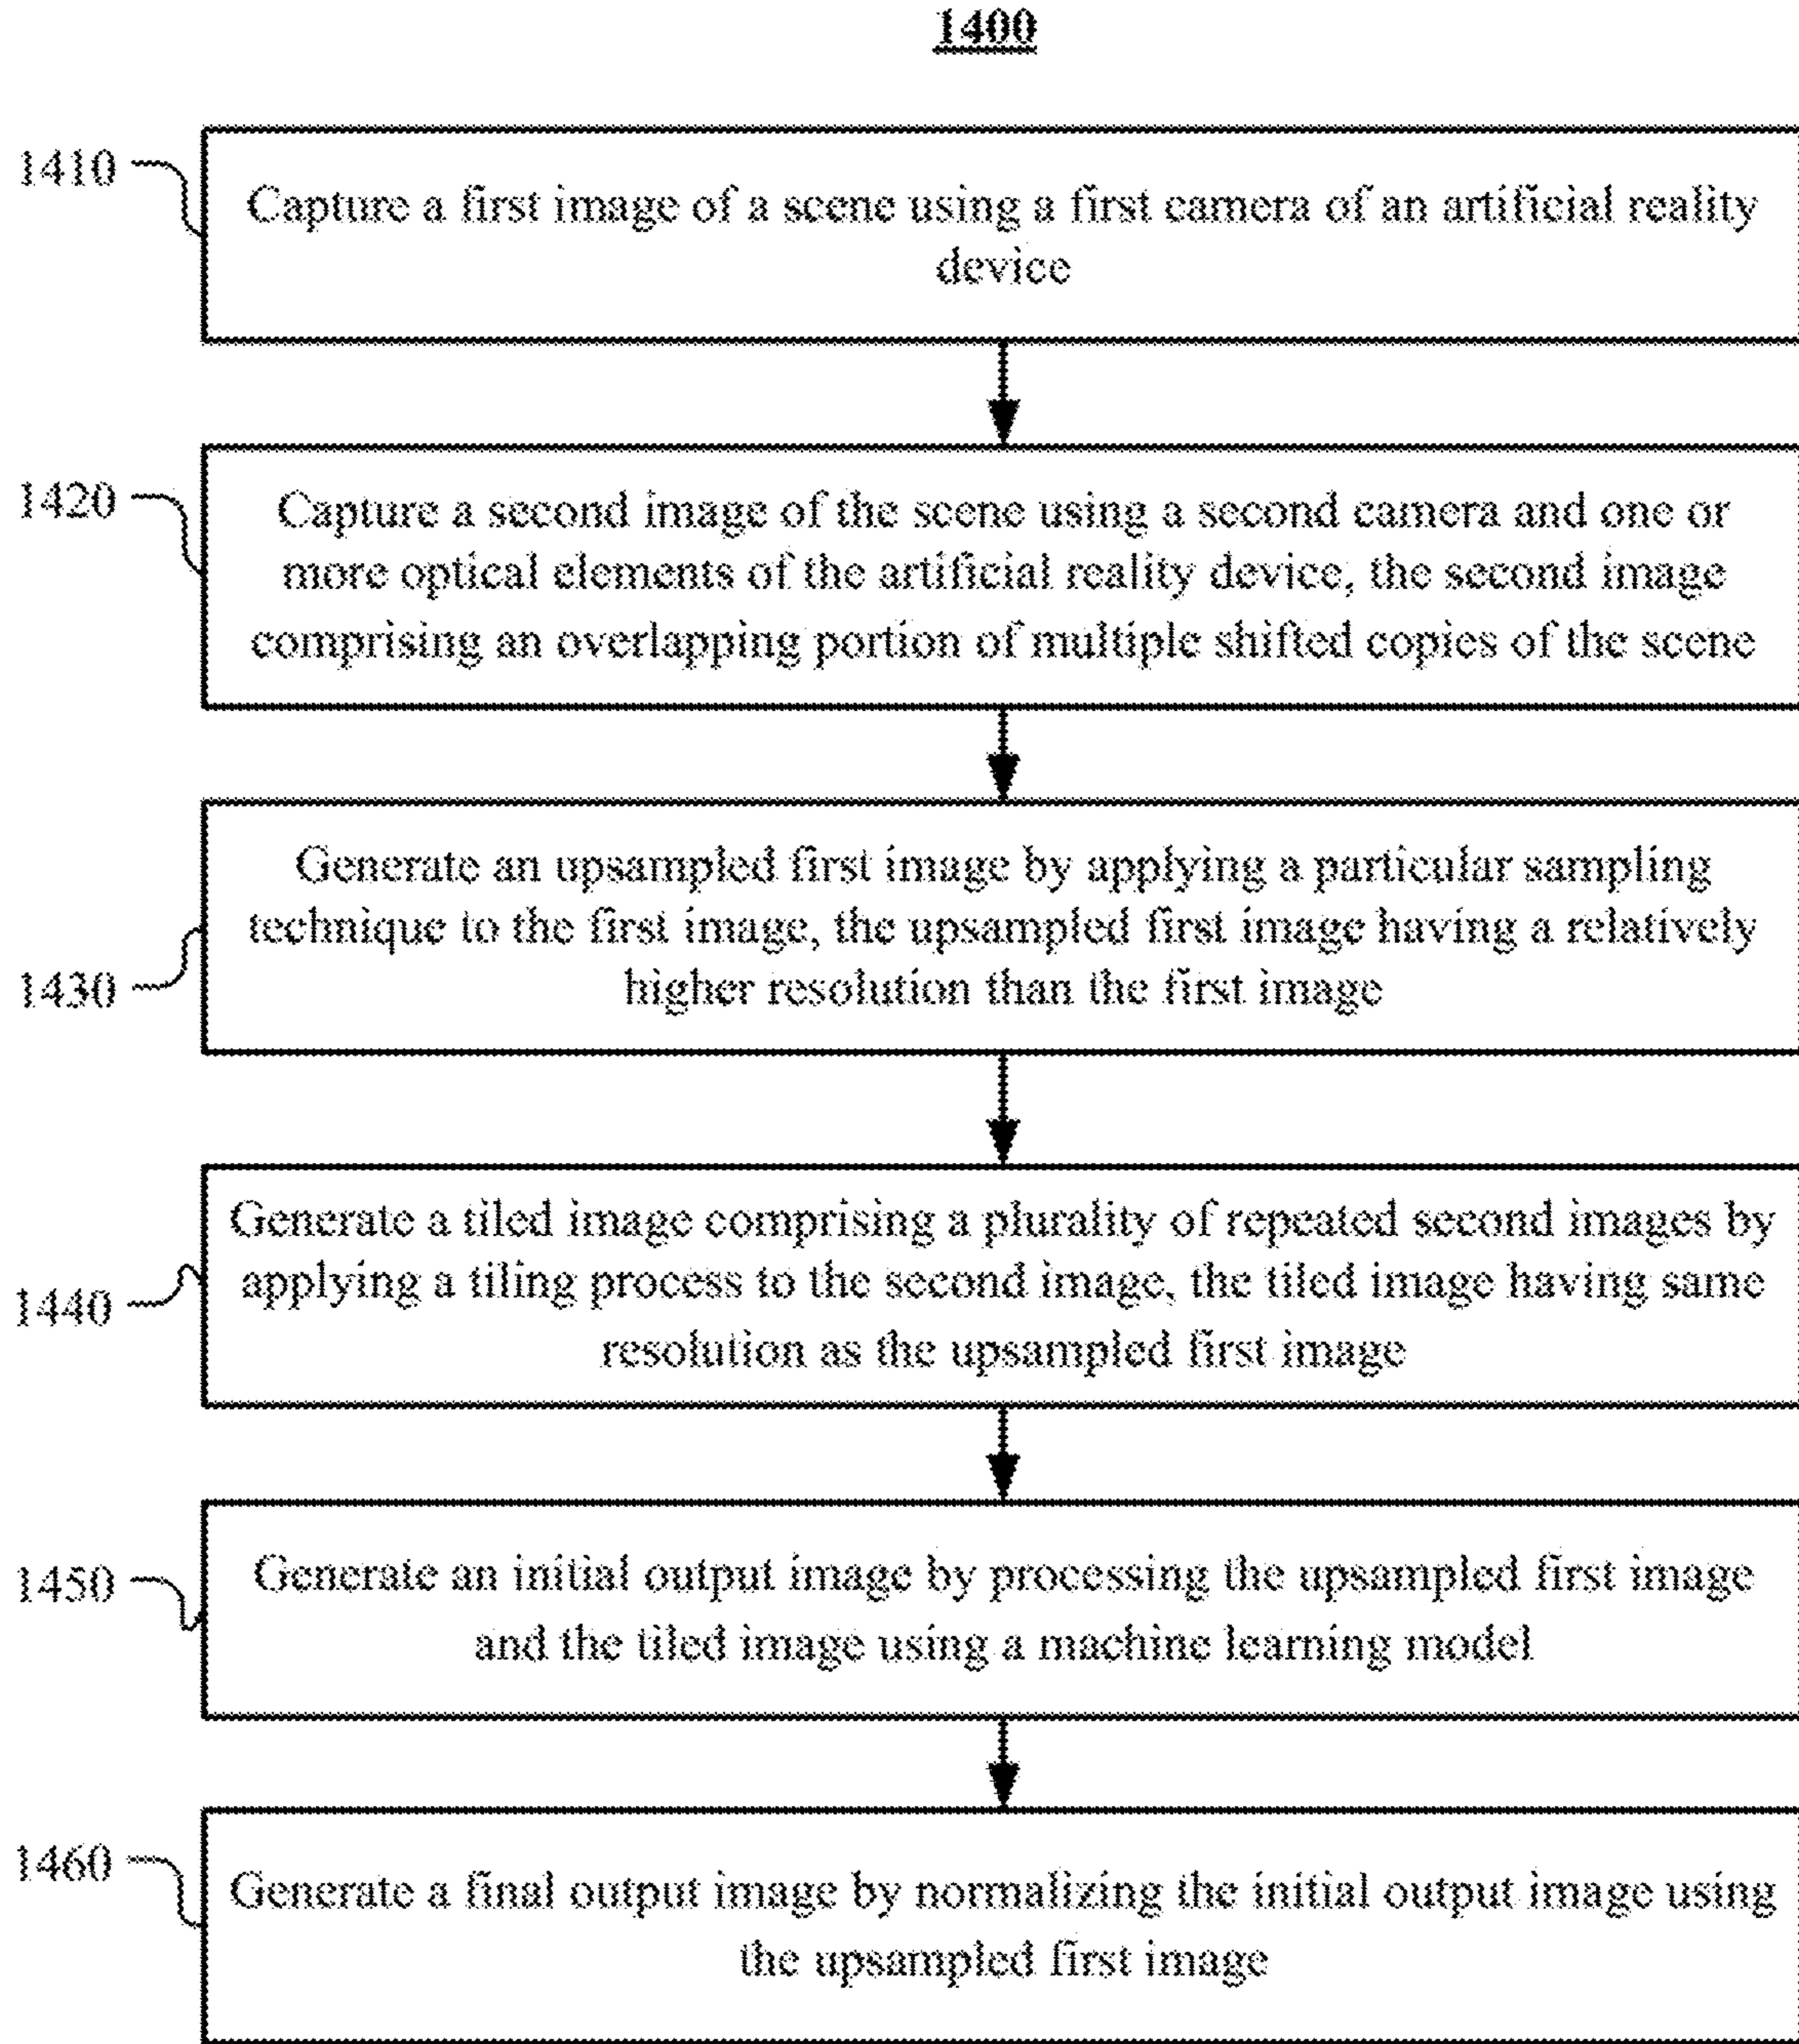 1400
1410
Capture a first image of a scene using a first camera of an artificial reality
device
1420
Capture a second image of the scene using a second camera and one or
more optical elements of the artificial reality device, the second image
comprising an overlapping portion of multiple shifted copies of the scene
1430
Generate an upsampled first image by applying a particular sampling
technique to the first image, the upsampled first image having a relatively
higher resolution than the first image
1440
Generate a tiled image comprising a plurality of repeated second images by
applying a tiling process to the second image, the tiled image having same
resolution as the upsampled first image
1450
Generate an initial output image by processing the upsampled first image
and the tiled image using a machine learning model
1460
Generate a final output image by normalizing the initial output image using
the upsampled first image